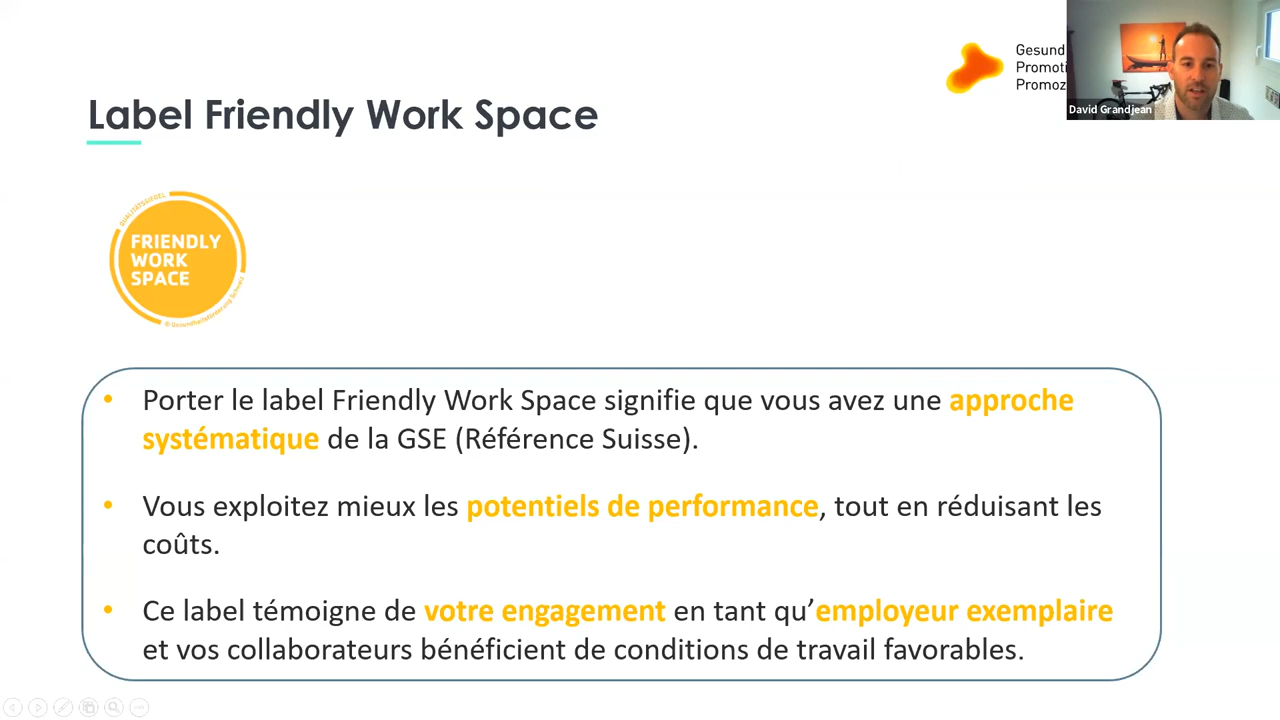 Label Friendly Work Space
Gesund
Promoti
Promoz
David Grandjean
QUALITÄTSSIEGEL
FRIENDLY
WORK
SPACE
© Gesundheitsförderung Schweiz
• Porter le label Friendly Work Space signifie que vous avez une approche
systématique de la GSE (Référence Suisse).
• Vous exploitez mieux les potentiels de performance, tout en réduisant les
coûts.
• Ce label témoigne de votre engagement en tant qu’employeur exemplaire
et vos collaborateurs bénéficient de conditions de travail favorables.